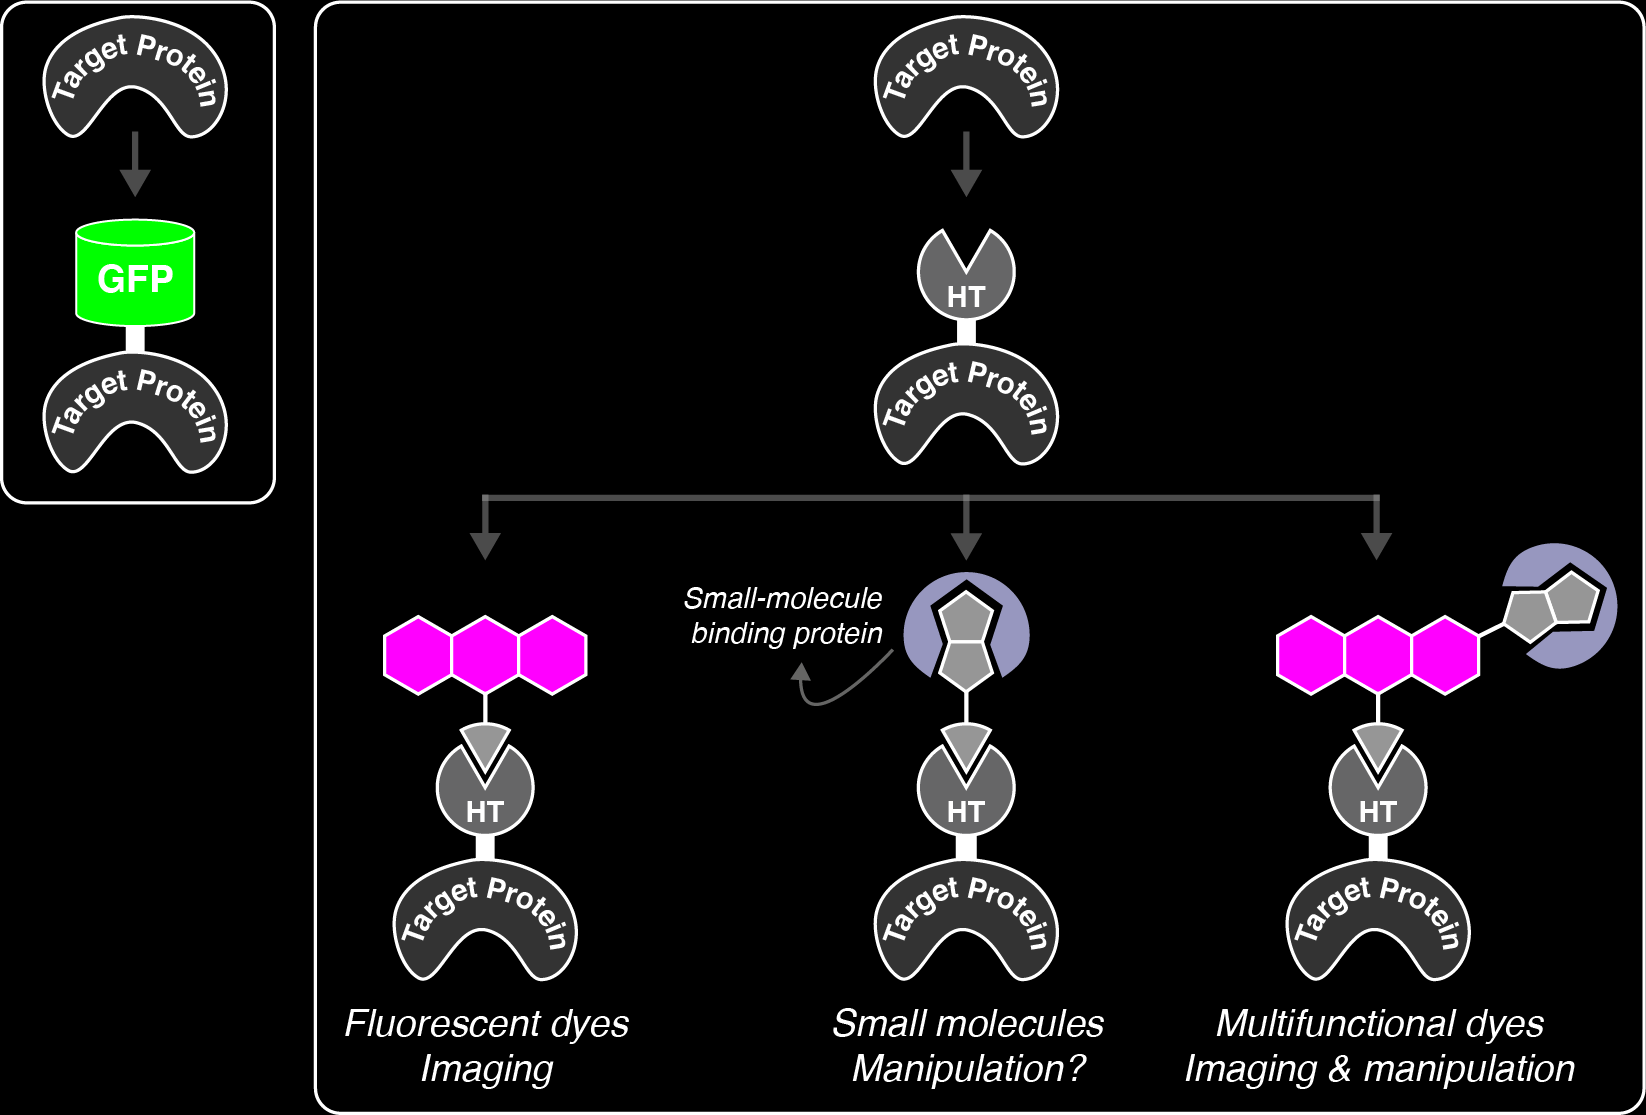 Target Protein
GFP
Target Protein
Target Protein
HT
Target Protein
Small-molecule
binding protein
HT
Target Protein
Fluorescent dyes
Imaging
HT
Target Protein
Small molecules
Manipulation?
HT
Target Protein
Multifunctional dyes
Imaging & manipulation